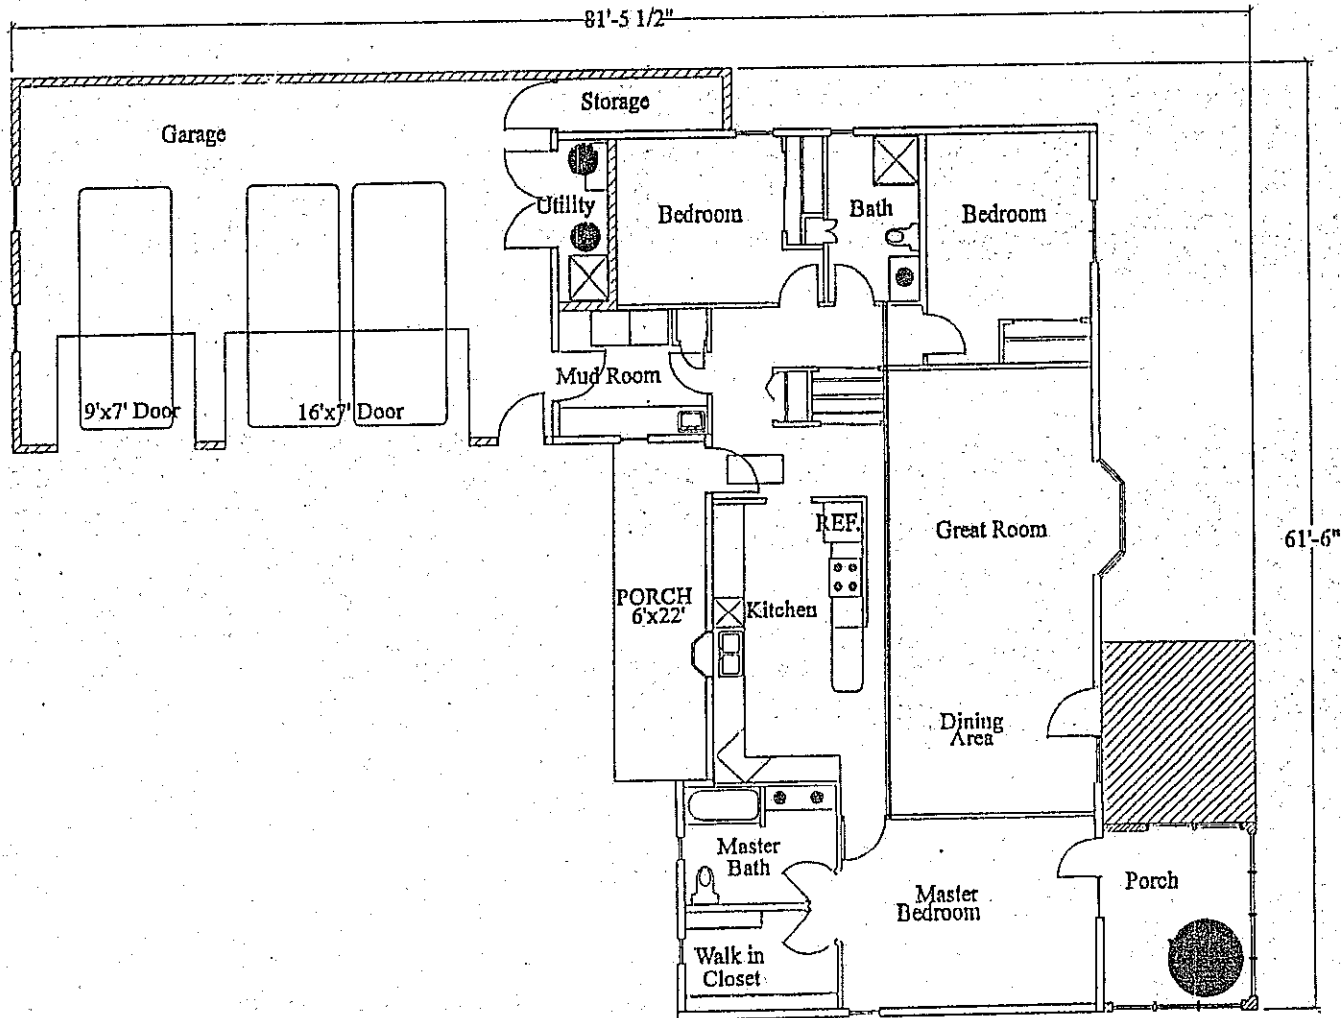 81'-5 1/2"
Storage
Garage
Utility
Bedroom
Bath
Bedroom
Mud Room
9'x7' Door
16'x7' Door
REF.
Great Room
61'-6"
PORCH
6'x22'
Kitchen
Dining
Area
Master
Bath
Master
Bedroom
Porch
Walk in
Closet